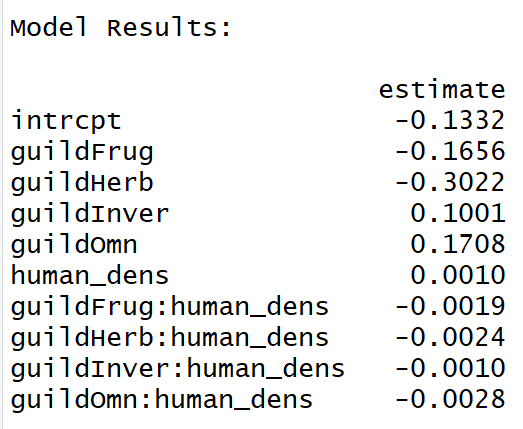 Model Results:
estimate
intrcpt -0.1332
guildFrug -0.1656
guildHerb -0.3022
guildInver 0.1001
guildOmn 0.1708
human_dens 0.0010
guildFrug:human_dens -0.0019
guildHerb:human_dens -0.0024
guildInver:human_dens -0.0010
guildOmn:human_dens -0.0028